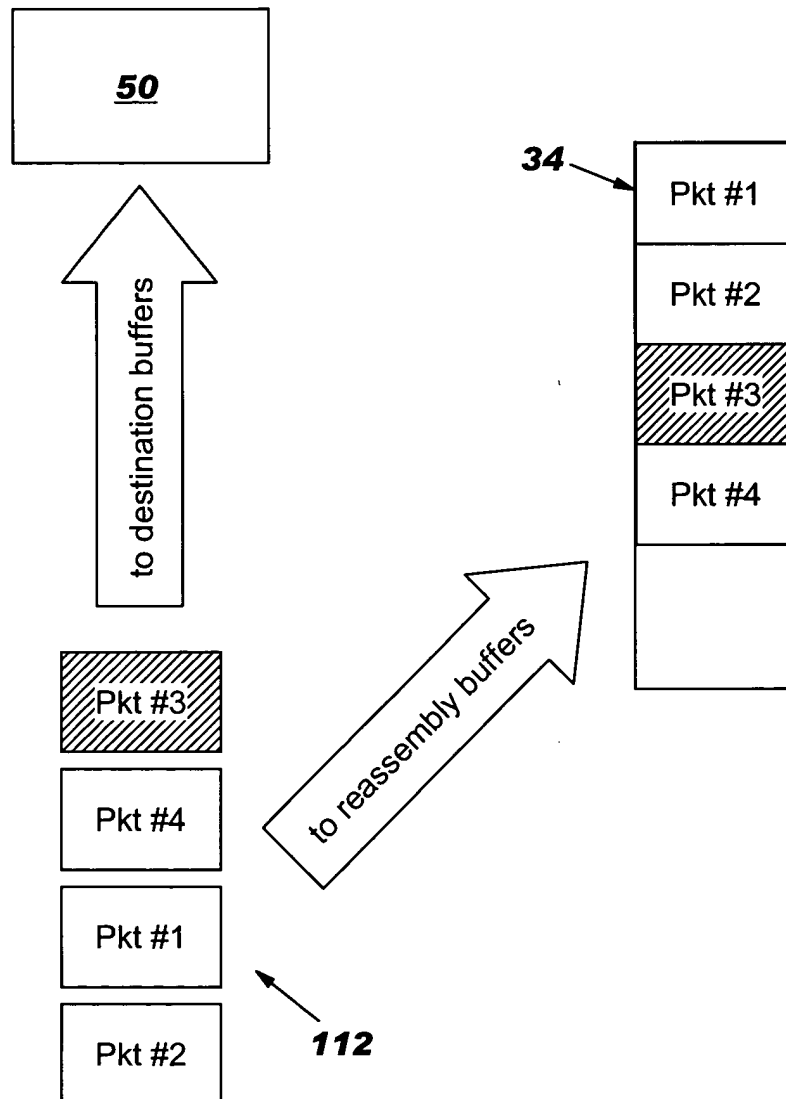 50
34
Pkt #1
Pkt #2
Pkt #3
Pkt #4
to destination buffers
to reassembly buffers
Pkt #3
Pkt #4
Pkt #1
Pkt #2
112